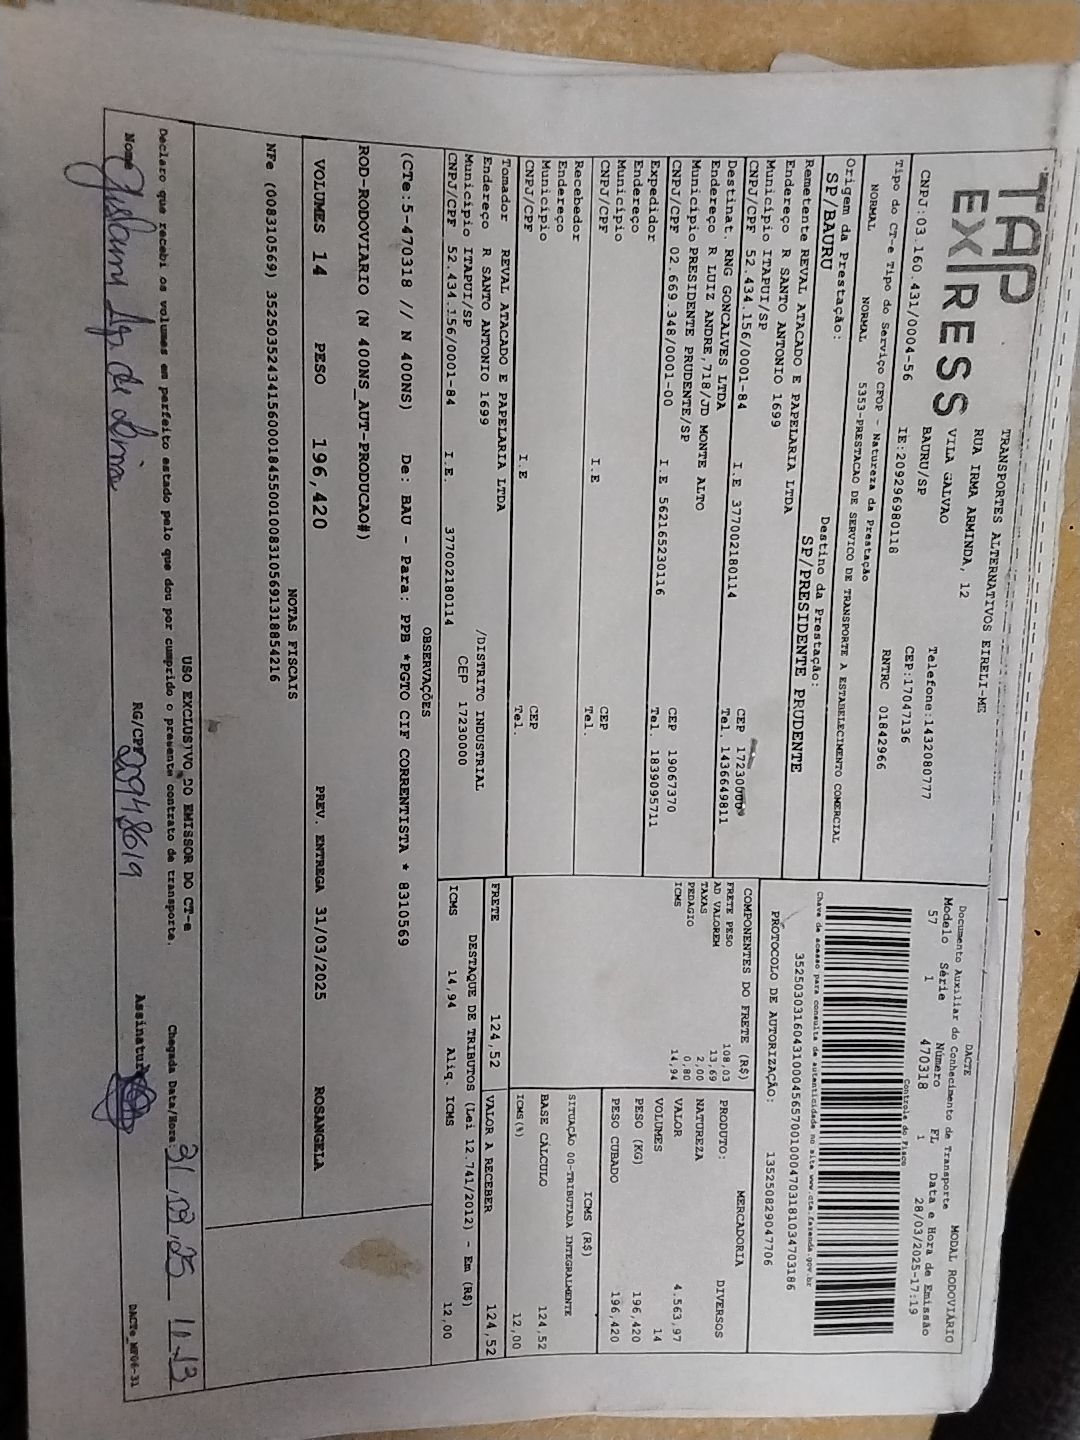 TAP
EXPRESS
TRANSPORTES ALTERNATIVOS EIRELI-ME
RUA IRMA ARMINDA, 12
VILA GALVAO
BAURU/SP
Telefone:1432080777
CEP:17047136
CNPJ:03.160.431/0004-56
IE:209296980118
RNTRC 01842966
Tipo do CT-e Tipo do Serviço CFOP - Natureza da Prestação
NORMAL NORMAL 5353-PRESTACAO DE SERVICO DE TRANSPORTE A ESTABELECIMENTO COMERCIAL
Origem da Prestação: Destino da Prestação:
SP/BAURU SP/PRESIDENTE PRUDENTE
DACTE
Documento Auxiliar do Conhecimento de Transporte
MODAL RODOVIÁRIO
Modelo Série Número FL Data e Hora de Emissão
57 1 470318 1 28/03/2025-17:19
Controle do Fisco
Chave de acesso para consulta de autenticidade no site www.cte.fazenda.gov.br
PROTOCOLO DE AUTORIZAÇÃO: 135250829047706
Remetente REVAL ATACADO E PAPELARIA LTDA
Endereço R SANTO ANTONIO 1699
Municipio ITAPUI/SP CEP
CNPJ/CPF 52.434.156/0001-84 I.E 377002180114 Tel. 1436649811
Destinat. RNG GONCALVES LTDA
Endereço R LUIZ ANDRE,718/JD MONTE ALTO
Municipio PRESIDENTE PRUDENTE/SP CEP 19067370
CNPJ/CPF 02.669.348/0001-00 I.E 562165230116 Tel. 1839095711
Expedidor
Endereço
Municipio CEP
CNPJ/CPF I.E Tel.
Recebedor
Endereço
Municipio CEP
CNPJ/CPF I.E Tel.
Tomador REVAL ATACADO E PAPELARIA LTDA
Endereço R SANTO ANTONIO 1699 /DISTRITO INDUSTRIAL
Municipio ITAPUI/SP CEP 17230000
CNPJ/CPF 52.434.156/0001-84 I.E. 377002180114
COMPONENTES DO FRETE (R$)
FRETE PESO 108,03
AD VALOREM 13,69
TAXAS 2,00
PEDAGIO 0,80
ICMS 14,94
MERCADORIA
PRODUTO: DIVERSOS
NATUREZA
VALOR 4.563,97
VOLUMES 14
PESO (KG) 196,420
PESO CUBADO 196,420
ICMS (R$)
SITUAÇÃO 00-TRIBUTADA INTEGRALMENTE
BASE CÁLCULO 124,52
ICMS(%) 12,00
FRETE 124,52 VALOR A RECEBER 124,52
DESTAQUE DE TRIBUTOS (Lei 12.741/2012) - Em (R$)
ICMS 14,94 Aliq. ICMS 12,00
OBSERVAÇÕES
(CTe:5-470318 // N 400NS) De: BAU - Para: PPB *PGTO CIF CORRENTISTA * 8310569
ROD-RODOVIARIO (N 400NS_AUT-PRODUCAO#)
VOLUMES 14 PESO 196,420 PREV. ENTREGA 31/03/2025 ROSANGELA
NOTAS FISCAIS
NFe (008310569)
USO EXCLUSIVO DO EMISSOR DO CT-e
Declaro que recebi os volumes em perfeito estado pelo que dou por cumprido o presente contrato de transporte.
Chegada Data/Hora: 31,03,25 11:13
Nome RG/CPF Assinatura
DACTe_MF06-31